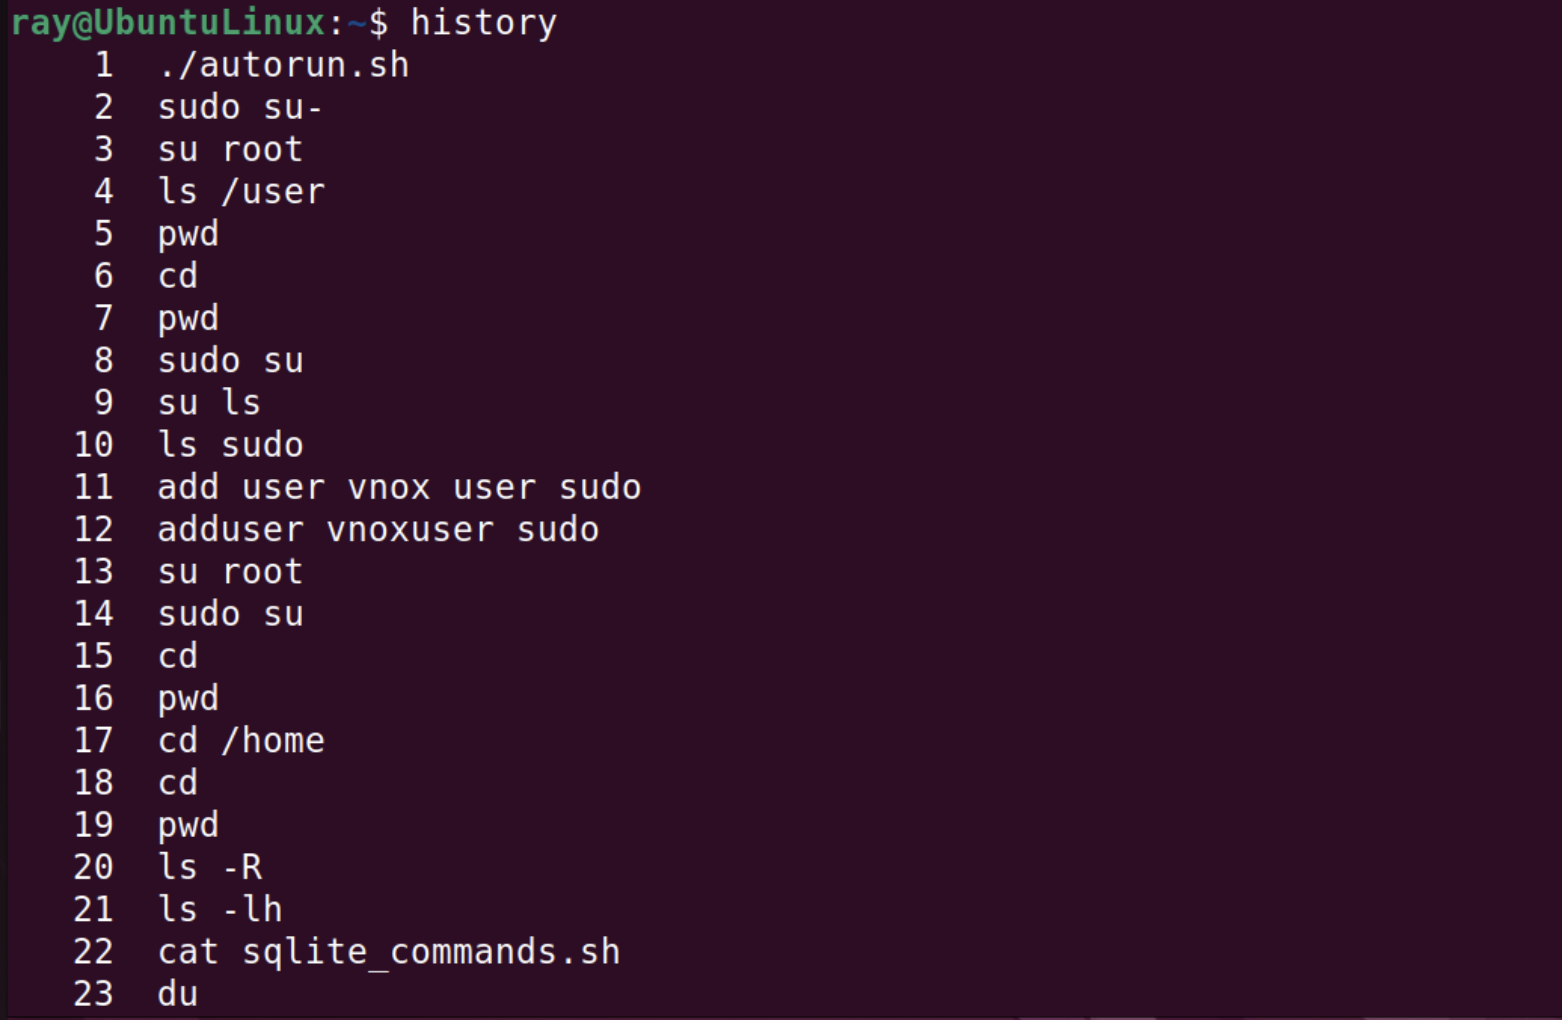 ray@UbuntuLinux:~$ history
1 ./autorun.sh
2 sudo su-
3 su root
4 ls /user
5 pwd
6 cd
7 pwd
8 sudo su
9 su ls
10 ls sudo
11 add user vnox user sudo
12 adduser vnoxuser sudo
13 su root
14 sudo su
15 cd
16 pwd
17 cd /home
18 cd
19 pwd
20 ls -R
21 ls -lh
22 cat sqlite_commands.sh
23 du